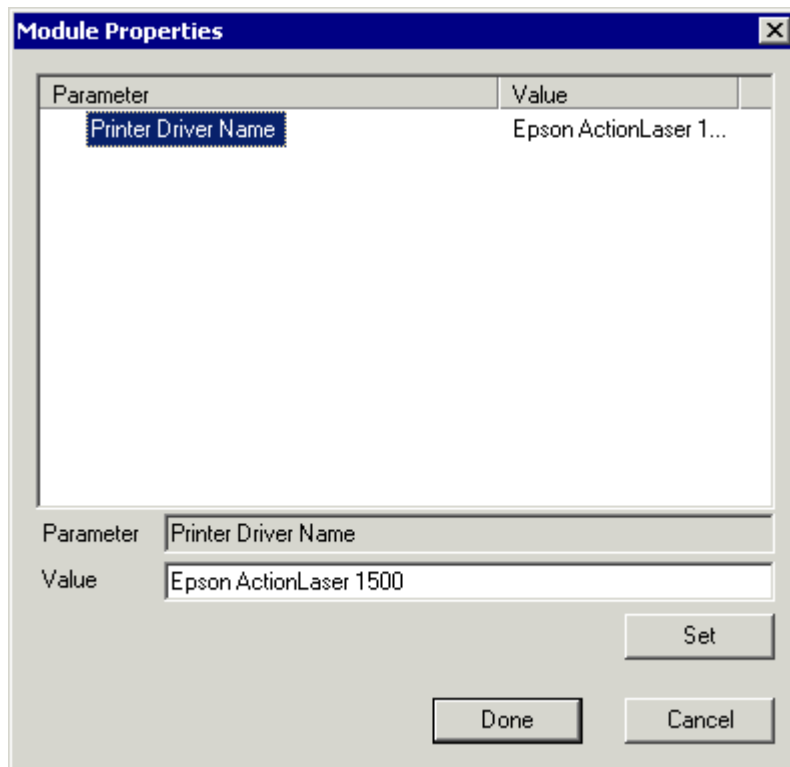 Module Properties
Parameter Value
Printer Driver Name Epson ActionLaser 1...
Parameter Printer Driver Name
Value Epson ActionLaser 1500
Set
Done Cancel